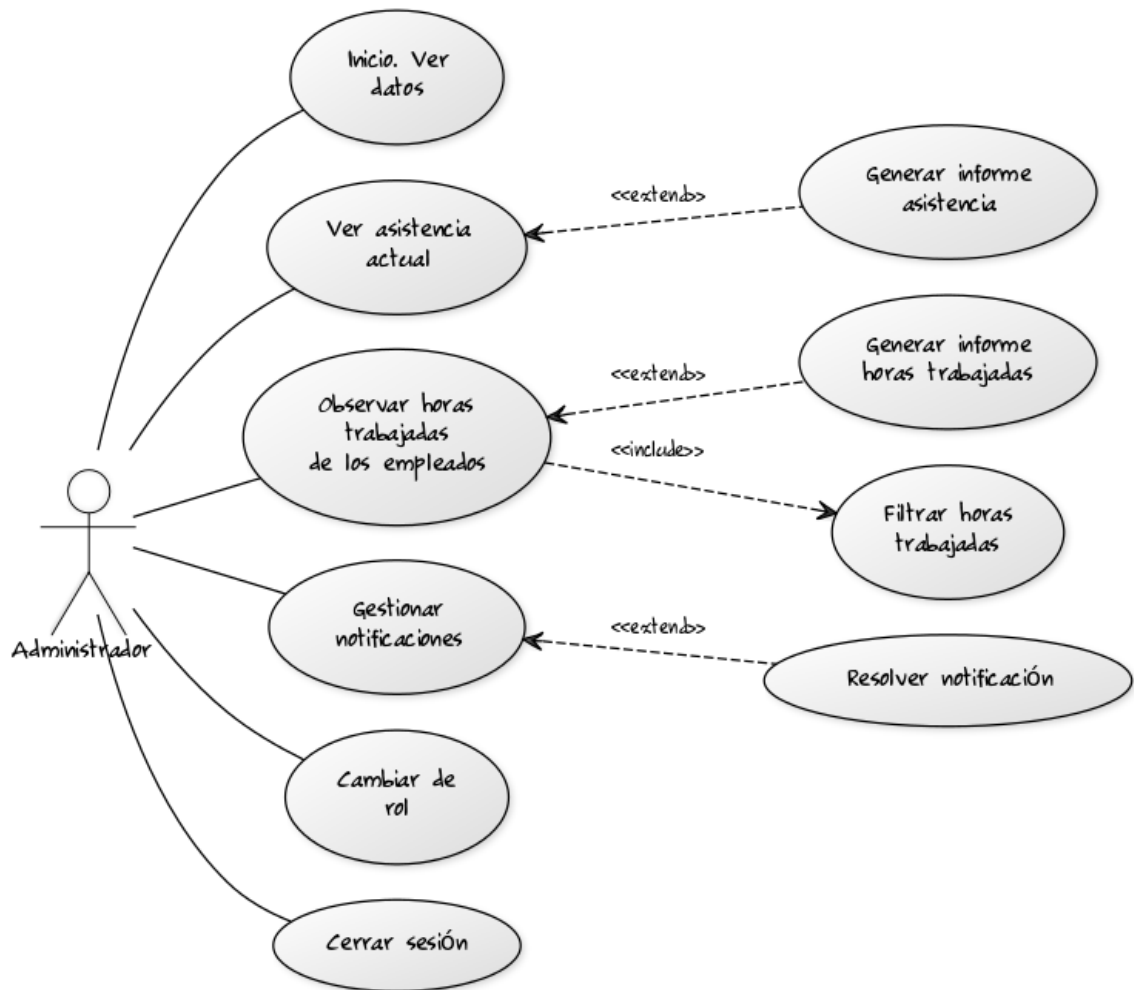 Inicio. Ver
datos
Ver asistencia
actual
<<extend>>
Generar informe
asistencia
Observar horas
trabajadas
de los empleados
<<extend>>
Generar informe
horas trabajadas
<<include>>
Filtrar horas
trabajadas
Administrador
Gestionar
notificaciones
<<extend>>
Resolver notificación
Cambiar de
rol
Cerrar sesión